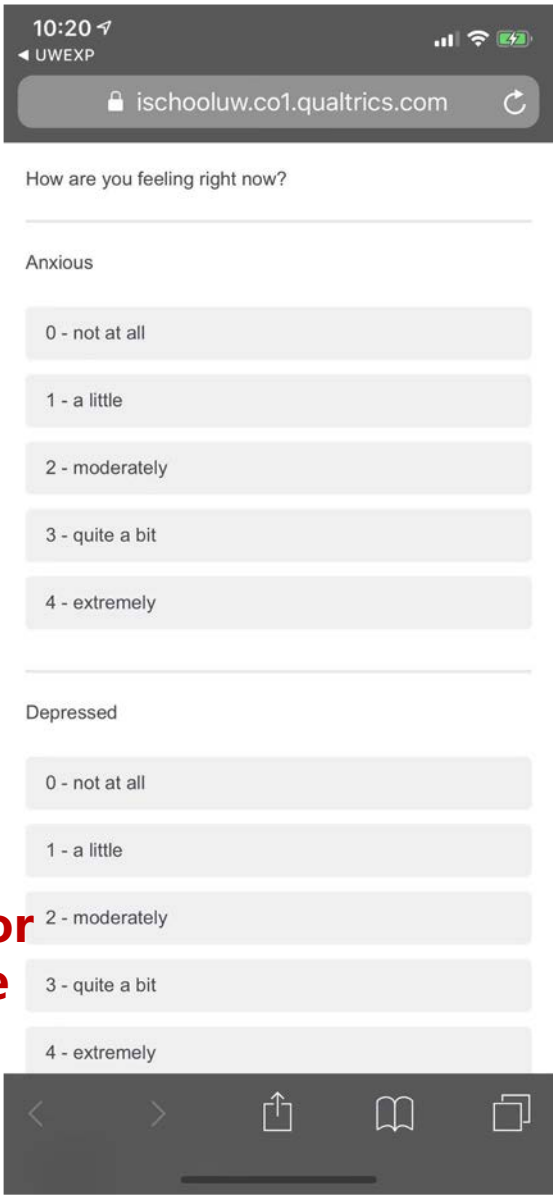 10:20
UWEXP
ischooluw.co1.qualtrics.com
How are you feeling right now?
Anxious
0 - not at all
1 - a little
2 - moderately
3 - quite a bit
4 - extremely
Depressed
0 - not at all
1 - a little
or
2 - moderately
e
3 - quite a bit
4 - extremely